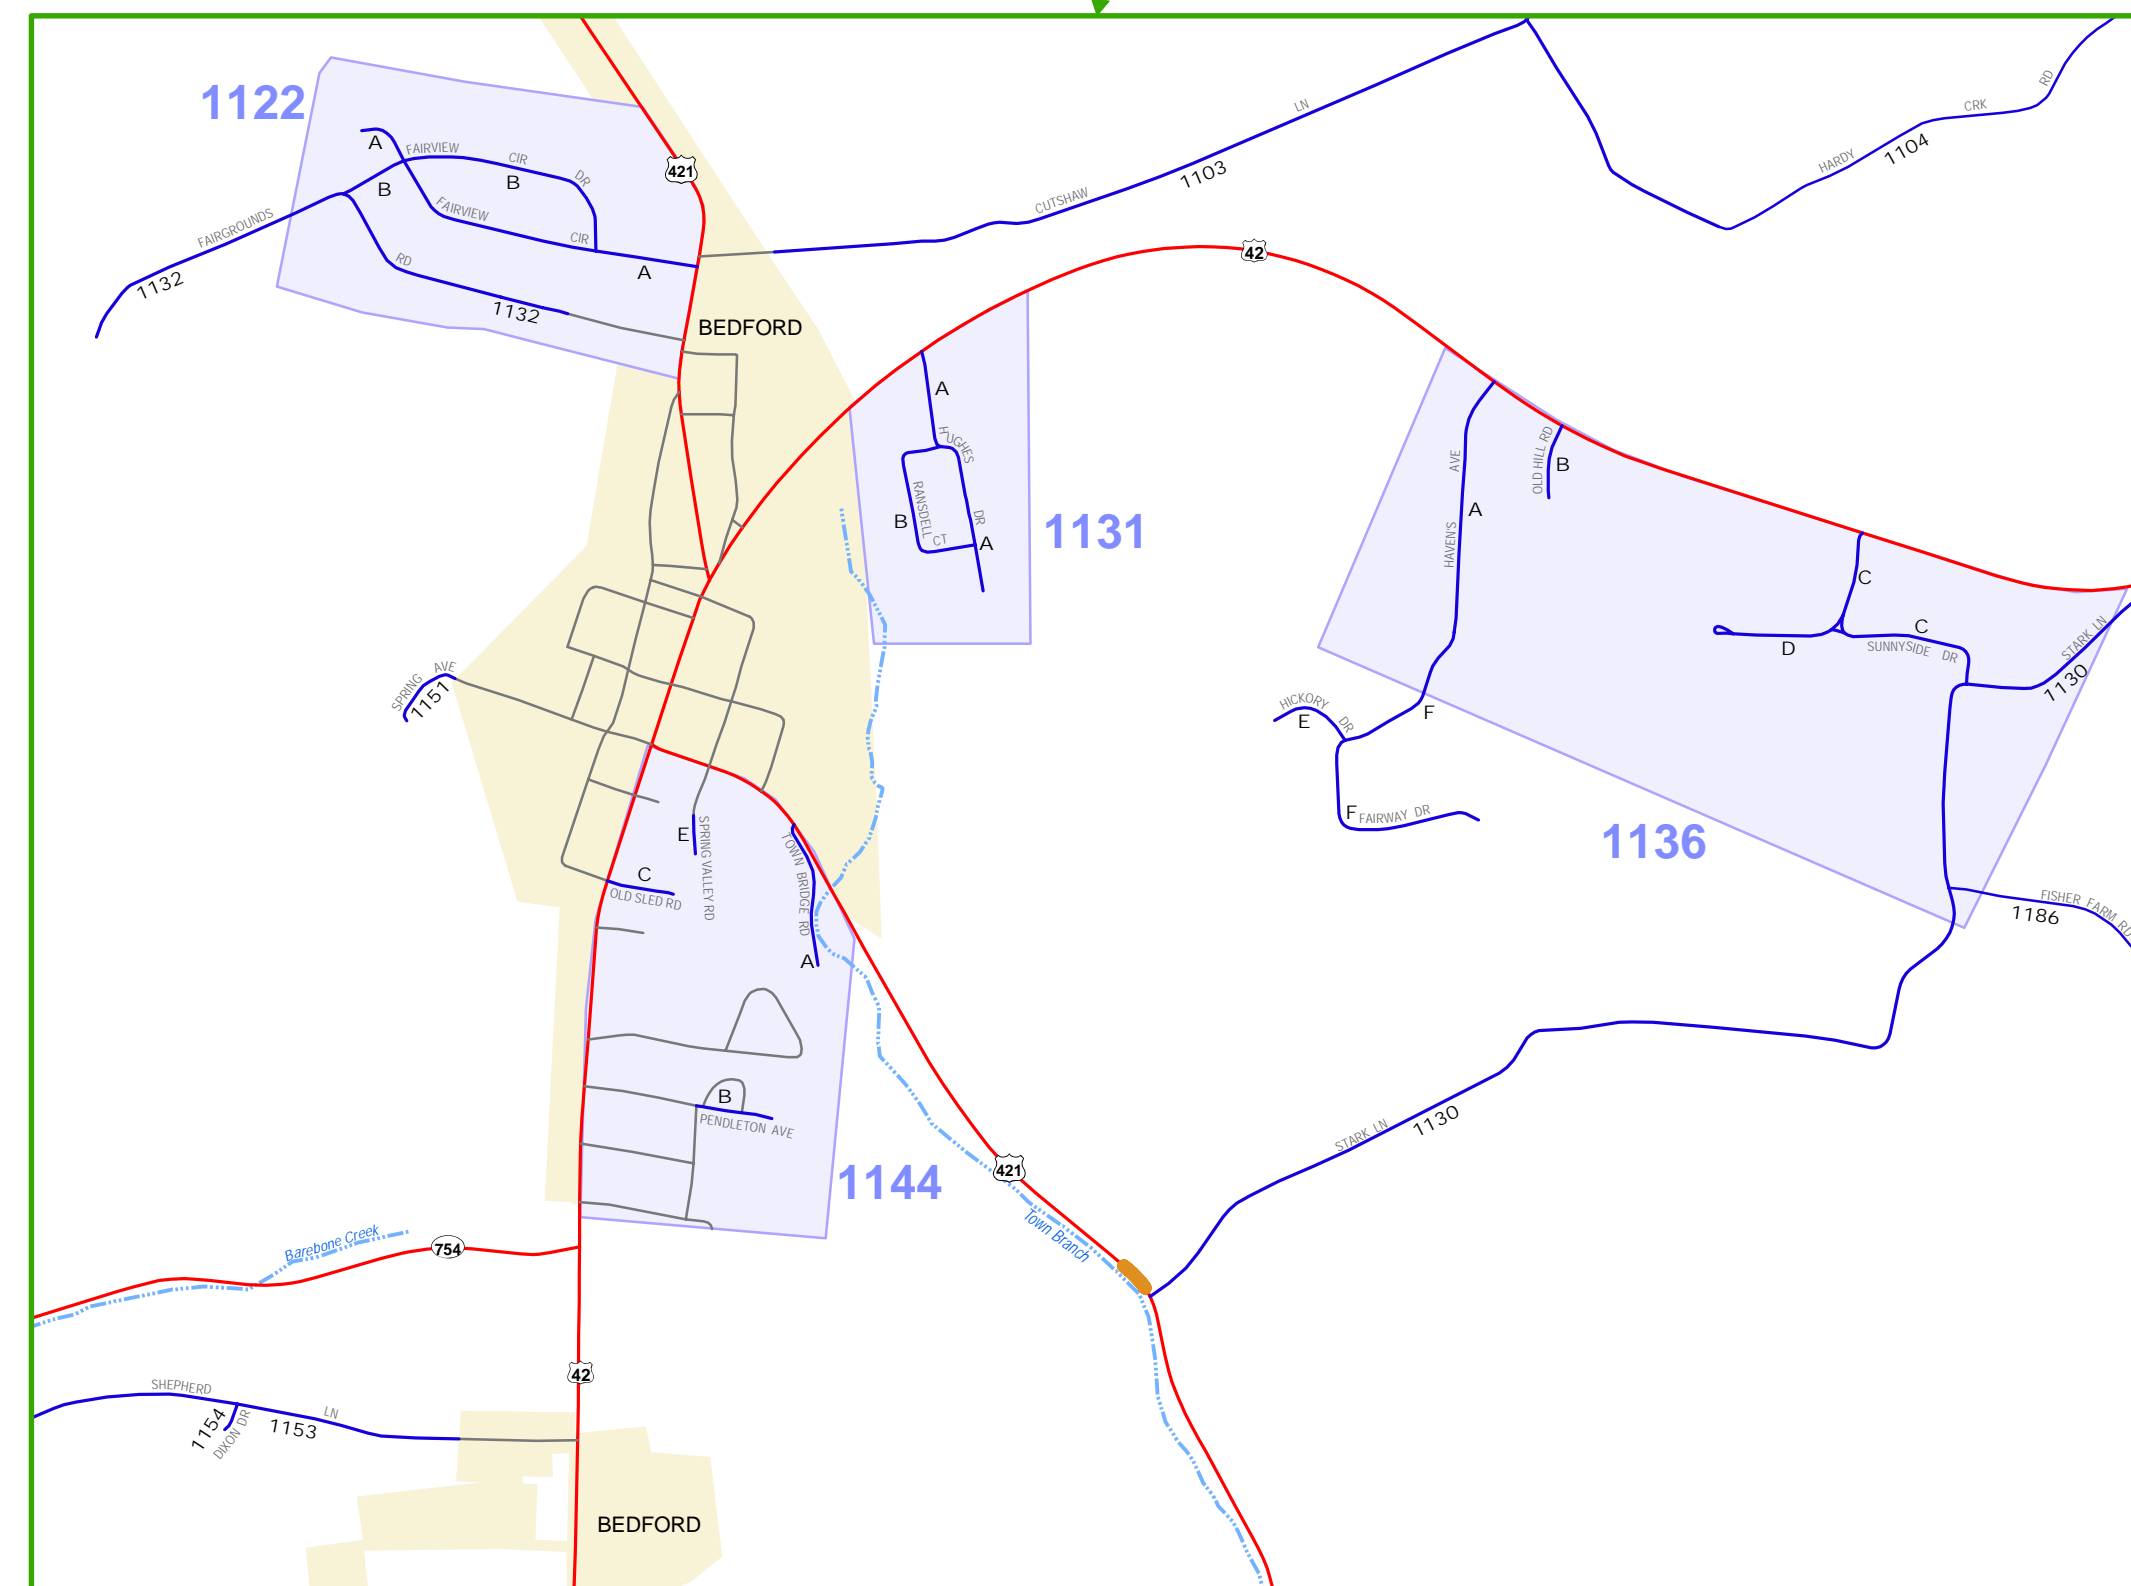 1122
A
FAIRVIEW
CIR
B
DR
B
FAIRVIEW
CIR
A
FAIRGROUNDS
1132
RD
1132
421
BEDFORD
CUTSHAW
LN
1103
HARDY
CRK
RD
1104
42
A
HUGHES
RANSDELL
B
CT
DR
A
1131
AVE
HAVEN'S
A
OLD HILL RD
B
C
C
SUNNYSIDE DR
D
STARK LN
1130
SPRING AVE
1151
HICKORY DR
E
F
F
FAIRWAY DR
1136
FISHER FARM RD
1186
E
SPRING VALLEY RD
C
OLD SLED RD
TOWN BRIDGE RD
A
B
PENDLETON AVE
1144
421
Town Branch
STARK LN
1130
Barebone Creek
754
42
SHEPHERD
LN
1154
DIXON DR
1153
BEDFORD